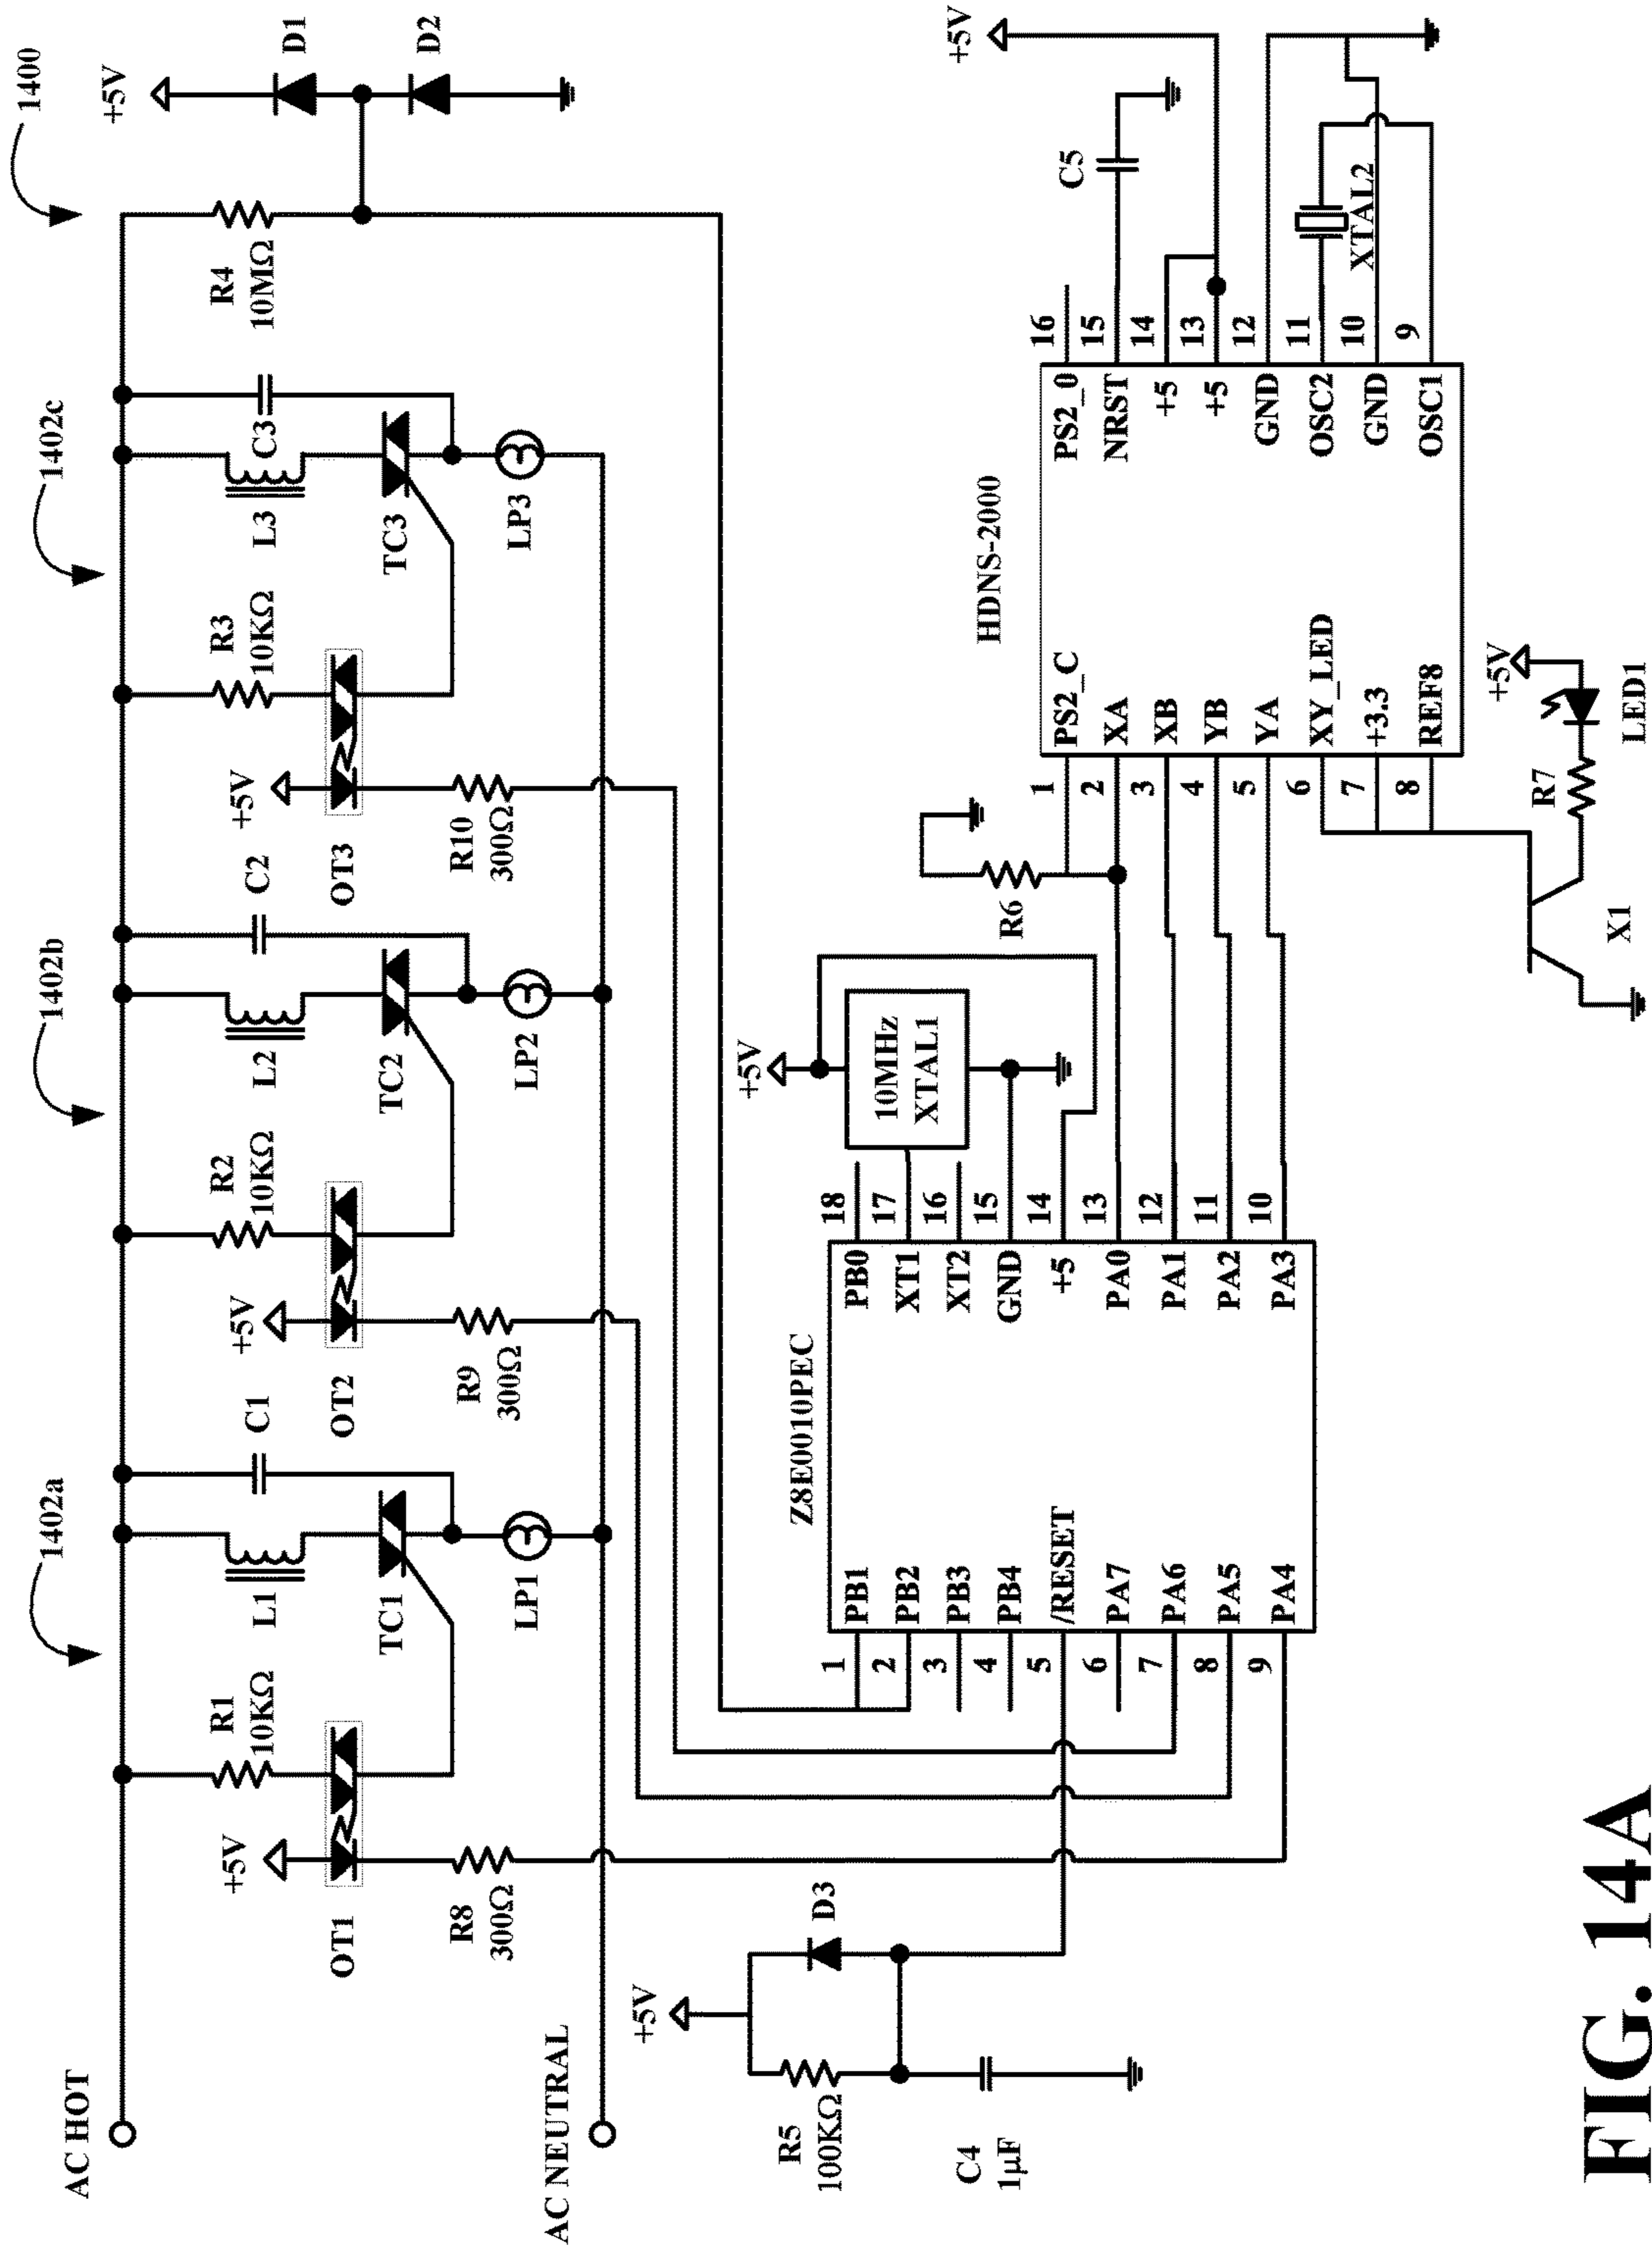 1400
1402c
1402b
1402a
AC HOT
AC NEUTRAL
+5V
D1
D2
R4
10MΩ
C3
L3
TC3
LP3
R3
10KΩ
+5V
OT3
R10
300Ω
C2
L2
TC2
LP2
R2
10KΩ
+5V
OT2
R9
300Ω
C1
L1
TC1
LP1
R1
10KΩ
+5V
OT1
R8
300Ω
+5V
D3
R5
100KΩ
C4
1µF
Z8E0010PEC
1 PB1
2 PB2
3 PB3
4 PB4
5 /RESET
6 PA7
7 PA6
8 PA5
9 PA4
PB0 18
XT1 17
XT2 16
GND 15
+5 14
PA0 13
PA1 12
PA2 11
PA3 10
+5V
10MHz
XTAL1
R6
HDNS-2000
1 PS2_C
2 XA
3 XB
4 YB
5 YA
6 XY_LED
7 +3.3
8 REF8
PS2_0 16
NRST 15
+5 14
+5 13
GND 12
OSC2 11
GND 10
OSC1 9
C5
+5V
XTAL2
+5V
LED1
R7
X1
FIG. 14A